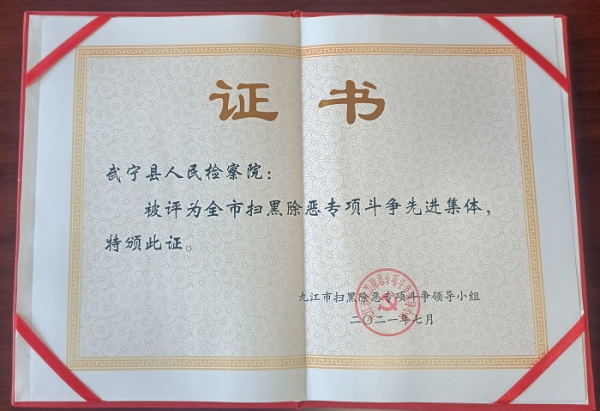 证书
武宁县人民检察院：
被评为全市扫黑除恶专项斗争先进集体，
特颁此证。
九江市扫黑除恶专项斗争领导小组
二〇二一年七月